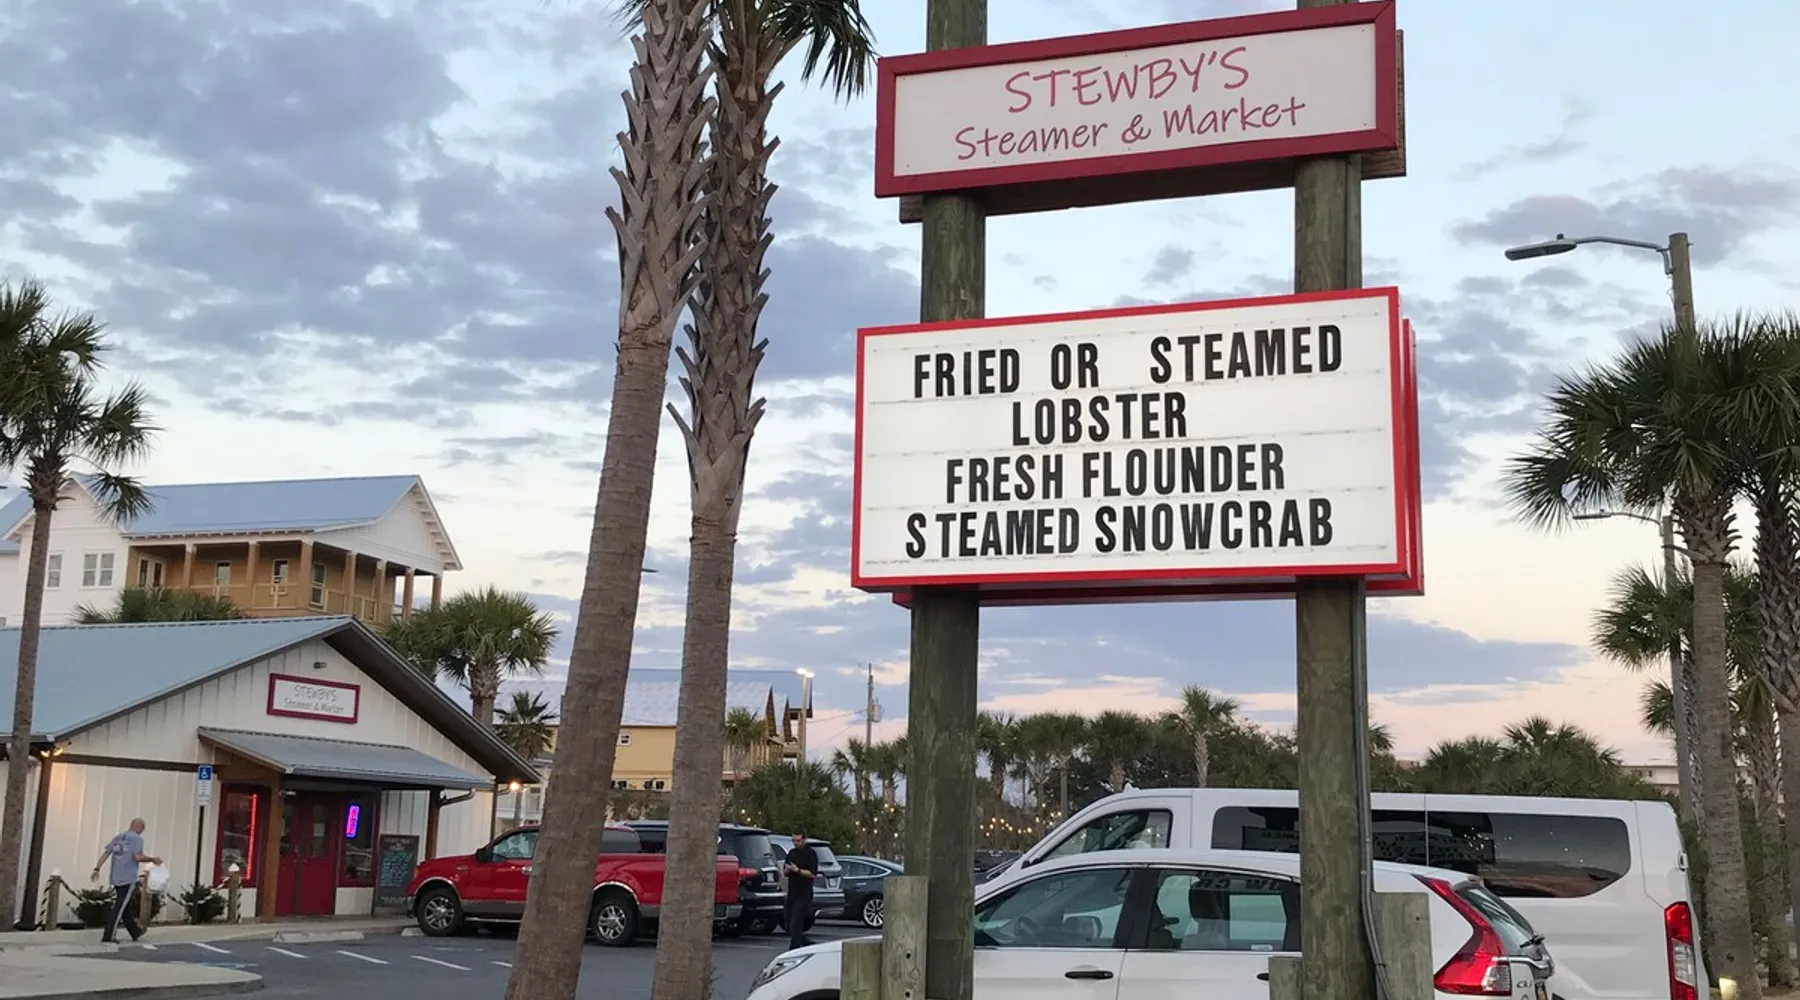 STEWBY'S
Steamer & Market
FRIED OR STEAMED
LOBSTER
FRESH FLOUNDER
STEAMED SNOWCRAB
STEWBY'S
Steamer & Market